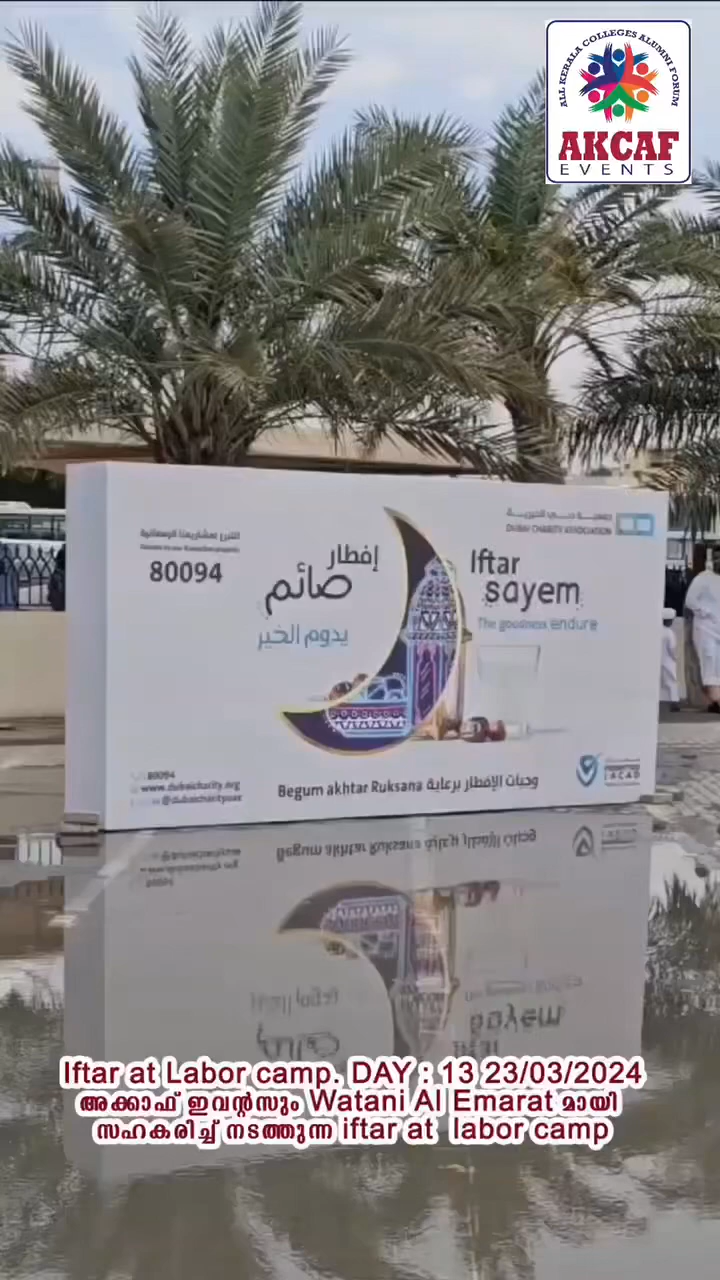 ALL KERALA COLLEGES ALUMNI FORUM
AKCAF
EVENTS
جمعية دبي الخيرية
DUBAI CHARITY ASSOCIATION
80094
إفطار
صائم
يدوم الخير
Iftar
sayem
The goodness endure
80094
www.dubaicharity.org
@dubaicharityuae
Begum akhtar Ruksana وجبات الإفطار برعاية
IACAD
Iftar at Labor camp. DAY : 13 23/03/2024
അക്കാഫ് ഇവന്റസും Watani Al Emarat മായി
സഹകരിച്ച് നടത്തുന്ന iftar at labor camp